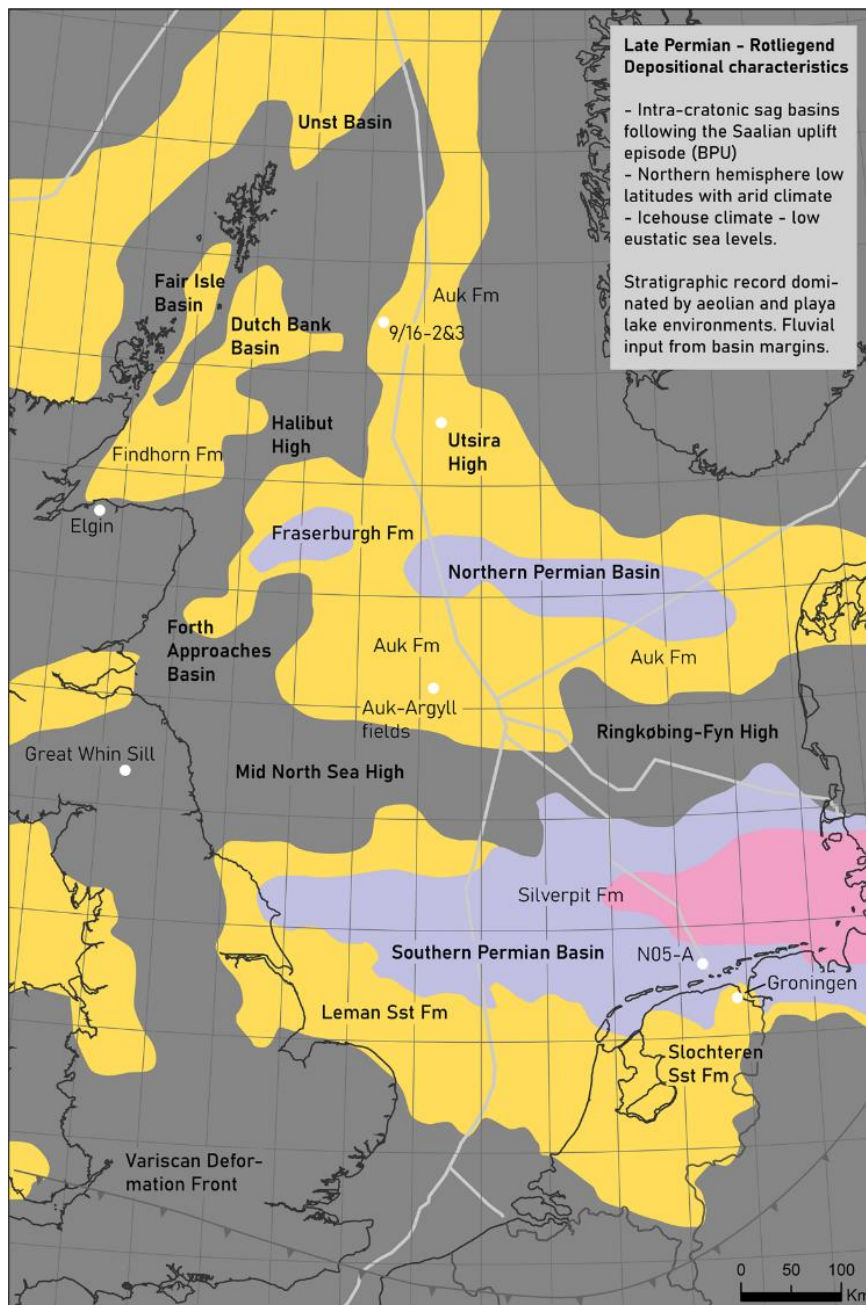 Late Permian - Rotliegend
Depositional characteristics
- Intra-cratonic sag basins
following the Saalian uplift
episode (BPU)
- Northern hemisphere low
latitudes with arid climate
- Icehouse climate - low
eustatic sea levels.
Stratigraphic record domi-
nated by aeolian and playa
lake environments. Fluvial
input from basin margins.
Unst Basin
Fair Isle
Basin
Dutch Bank
Basin
Auk Fm
9/16-2&3
Halibut
High
Utsira
High
Findhorn Fm
Elgin
Fraserburgh Fm
Northern Permian Basin
Forth
Approaches
Basin
Auk Fm
Auk Fm
Auk-Argyll
fields
Ringkøbing-Fyn High
Great Whin Sill
Mid North Sea High
Silverpit Fm
Southern Permian Basin
N05-A
Groningen
Leman Sst Fm
Slochteren
Sst Fm
Variscan Defor-
mation Front
0 50 100
Km